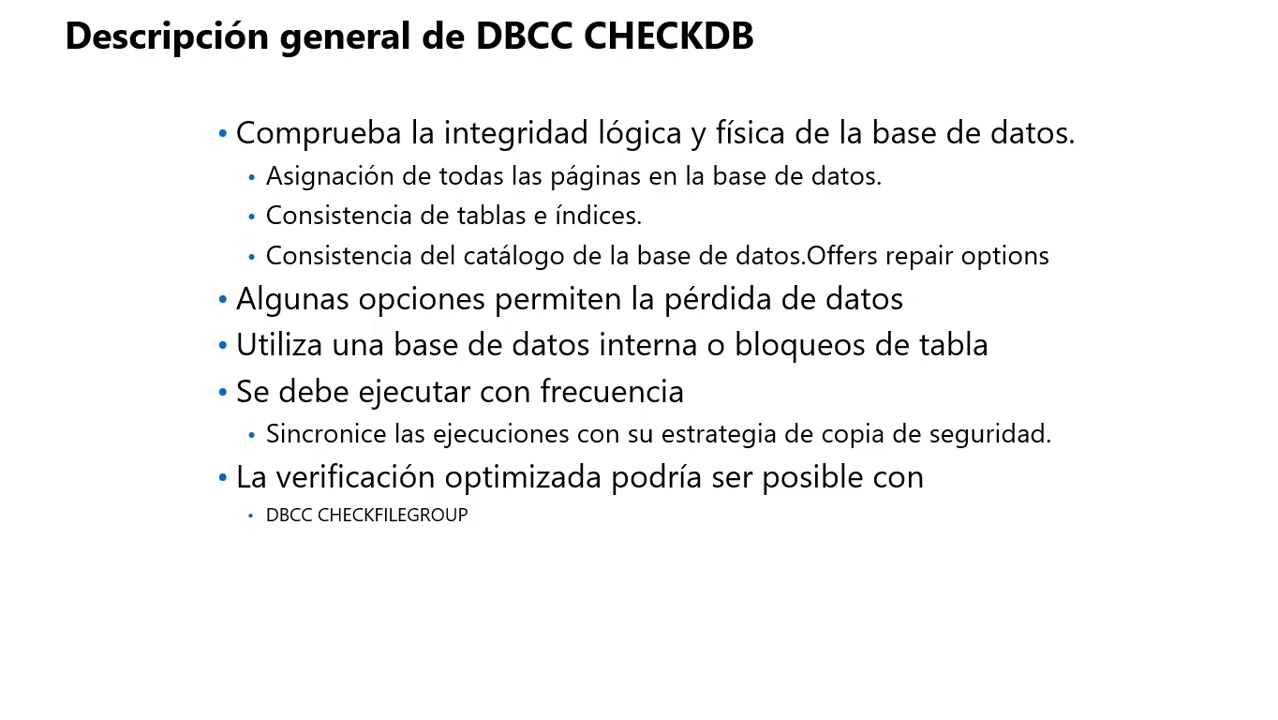 Descripción general de DBCC CHECKDB
• Comprueba la integridad lógica y física de la base de datos.
• Asignación de todas las páginas en la base de datos.
• Consistencia de tablas e índices.
• Consistencia del catálogo de la base de datos.Offers repair options
• Algunas opciones permiten la pérdida de datos
• Utiliza una base de datos interna o bloqueos de tabla
• Se debe ejecutar con frecuencia
• Sincronice las ejecuciones con su estrategia de copia de seguridad.
• La verificación optimizada podría ser posible con
• DBCC CHECKFILEGROUP